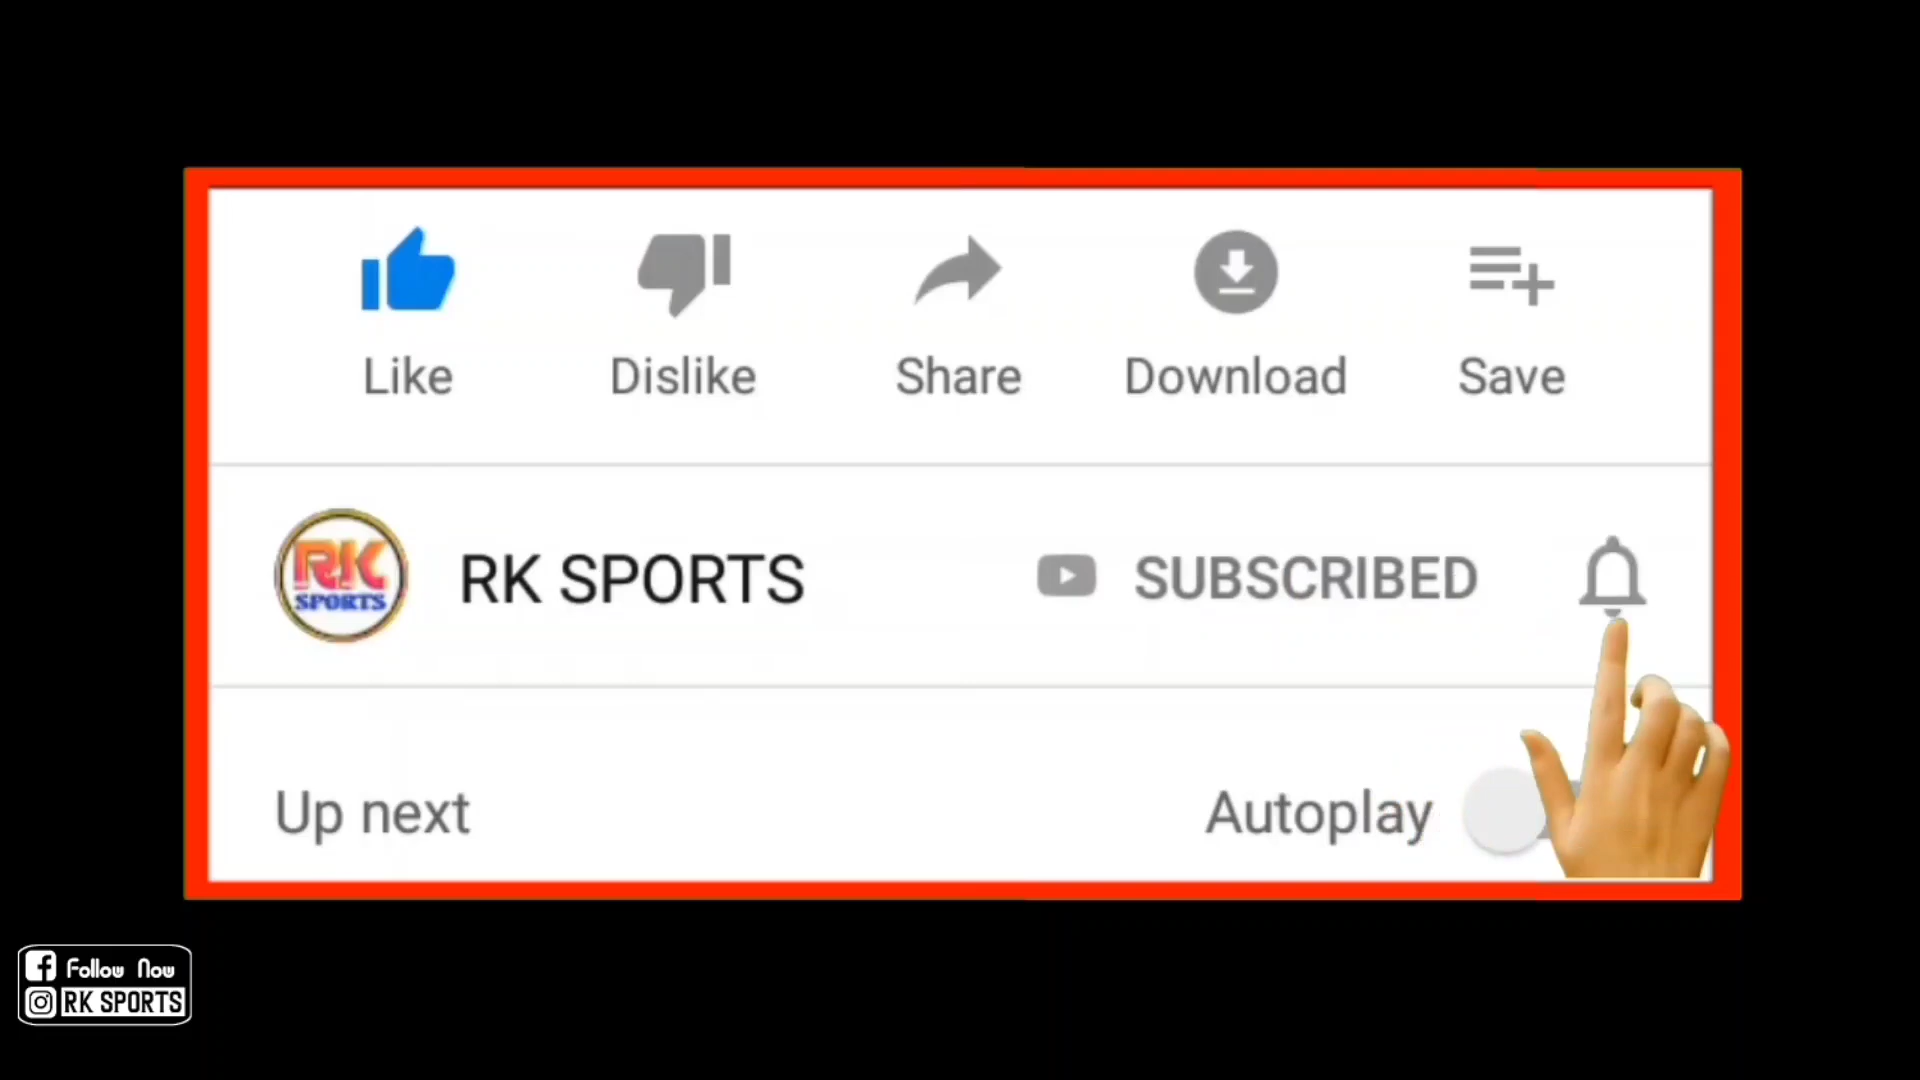 Like Dislike Share Download Save
RK
SPORTS
RK SPORTS SUBSCRIBED
Up next Autoplay
Follow Now
RK SPORTS